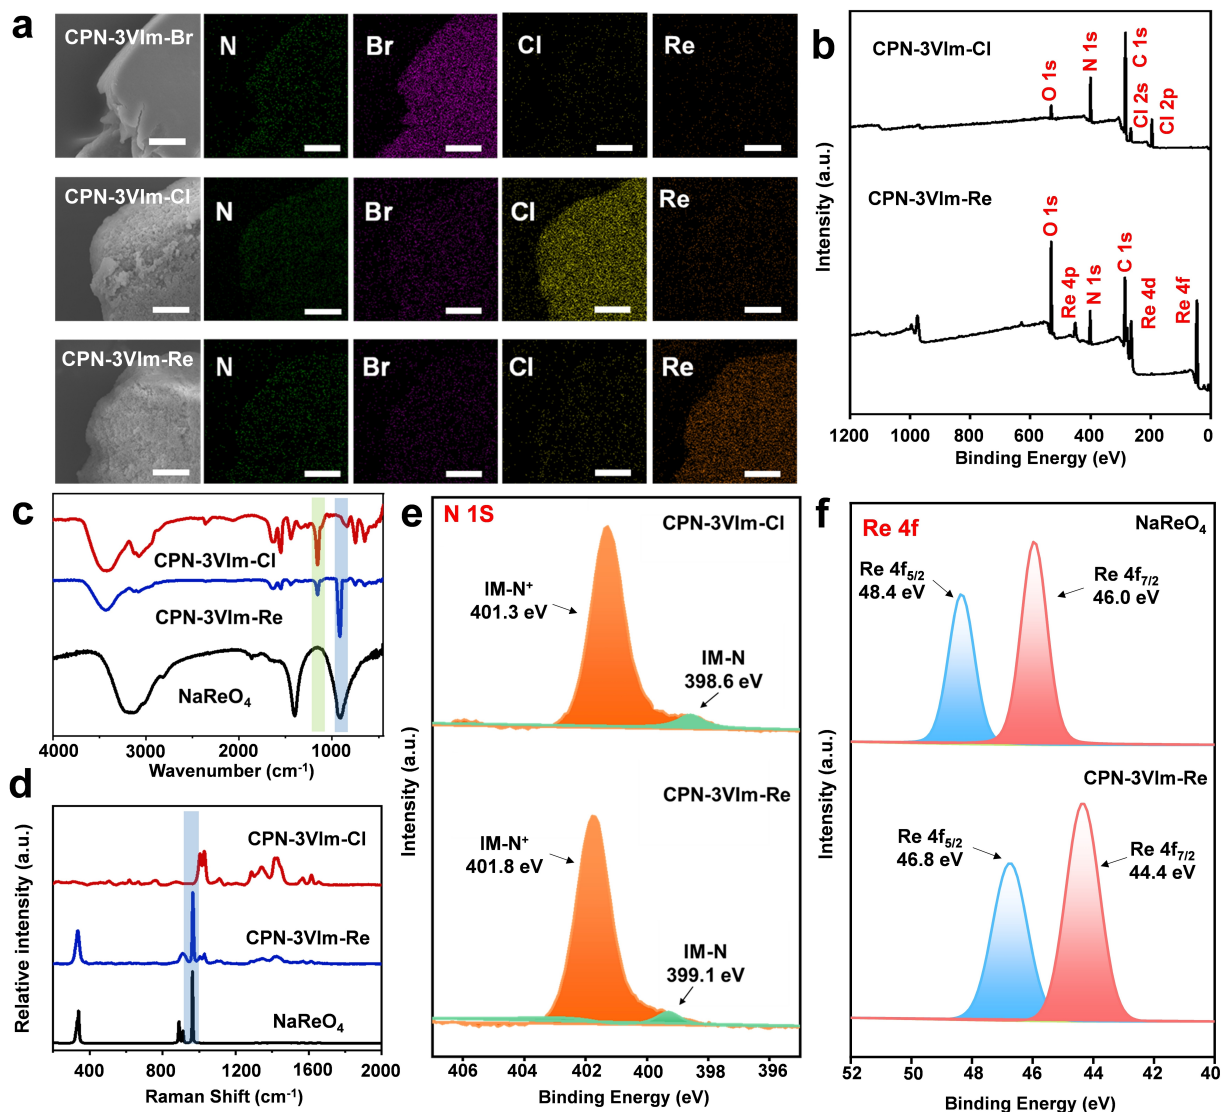 a
CPN-3VIm-Br
N
Br
Cl
Re
CPN-3VIm-Cl
N
Br
Cl
Re
CPN-3VIm-Re
N
Br
Cl
Re
b
CPN-3VIm-Cl
O 1s
N 1s
C 1s
Cl 2s
Cl 2p
CPN-3VIm-Re
O 1s
Re 4p
N 1s
C 1s
Re 4d
Re 4f
Intensity (a.u.)
1200 1000 800 600 400 200 0
Binding Energy (eV)
c
CPN-3VIm-Cl
CPN-3VIm-Re
NaReO₄
4000 3000 2000 1000
Wavenumber (cm⁻¹)
d
CPN-3VIm-Cl
CPN-3VIm-Re
NaReO₄
Relative intensity (a.u.)
400 800 1200 1600 2000
Raman Shift (cm⁻¹)
e
N 1S
CPN-3VIm-Cl
IM-N⁺
401.3 eV
IM-N
398.6 eV
CPN-3VIm-Re
IM-N⁺
401.8 eV
IM-N
399.1 eV
Intensity (a.u.)
406 404 402 400 398 396
Binding Energy (eV)
f
NaReO₄
Re 4f
Re 4f₅/₂
48.4 eV
Re 4f₇/₂
46.0 eV
CPN-3VIm-Re
Re 4f₅/₂
46.8 eV
Re 4f₇/₂
44.4 eV
Intensity (a.u.)
52 50 48 46 44 42 40
Binding Energy (eV)